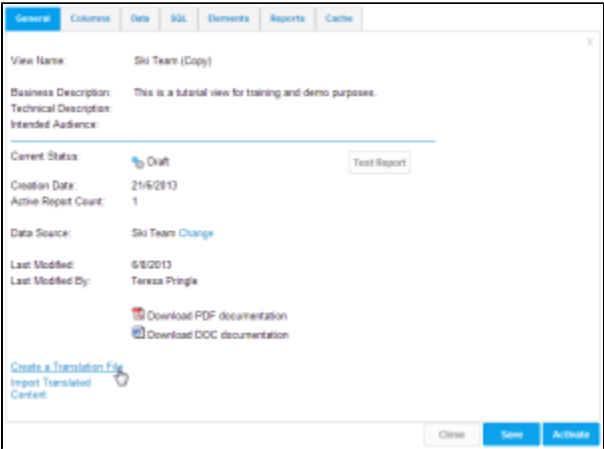 General Columns Data SQL Elements Reports Cache
x
View Name: Ski Team (Copy)
Business Description: This is a tutorial view for training and demo purposes.
Technical Description:
Intended Audience:
Current Status: Draft Test Report
Creation Date: 21/6/2013
Active Report Count: 1
Data Source: Ski Team Change
Last Modified: 6/8/2013
Last Modified By: Teresa Pringle
Download PDF documentation
Download DOC documentation
Create a Translation File
Import Translated
Content
Close Save Activate